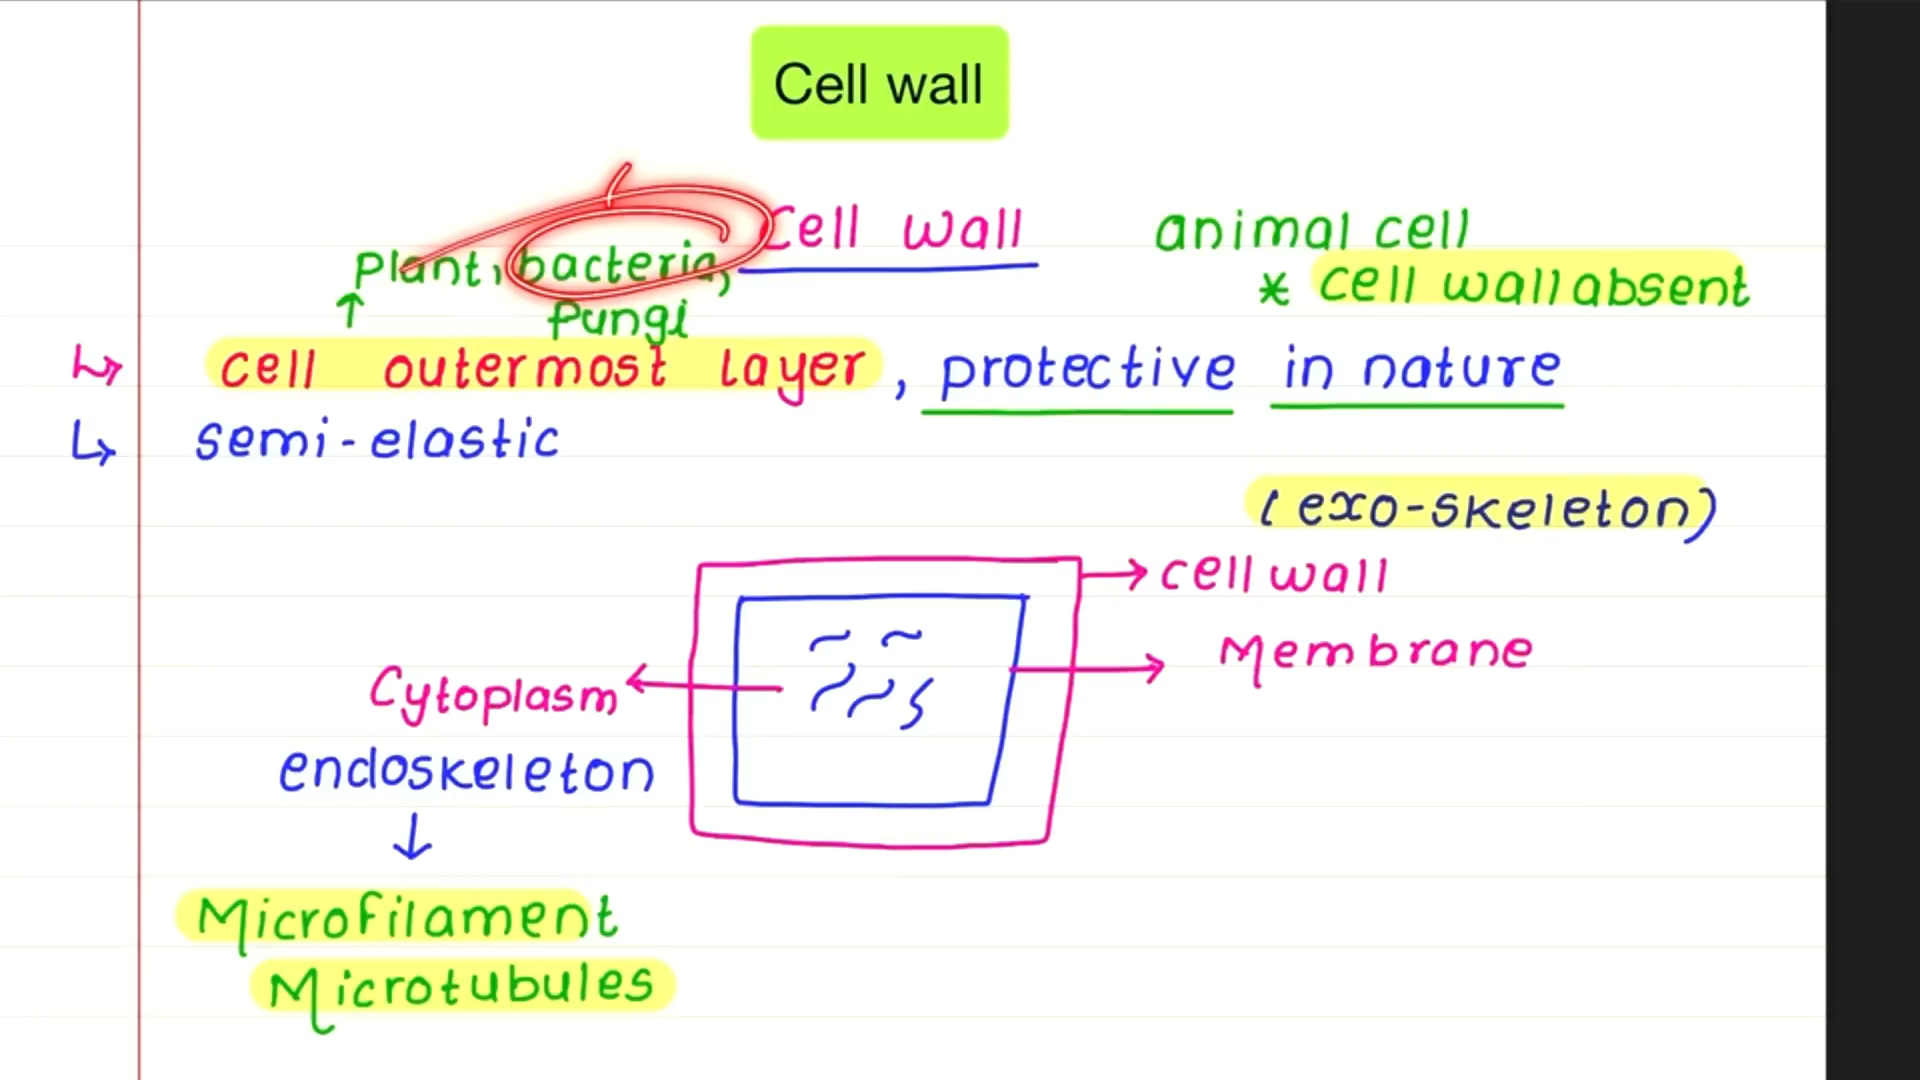 Cell wall
Cell wall
animal cell
Plant, bacteria,
* cell wall absent
↑
Fungi
↳ cell outermost layer, protective in nature
↳ semi-elastic
(exo-skeleton)
→ cell wall
Membrane
Cytoplasm
endoskeleton
↓
Microfilament
Microtubules